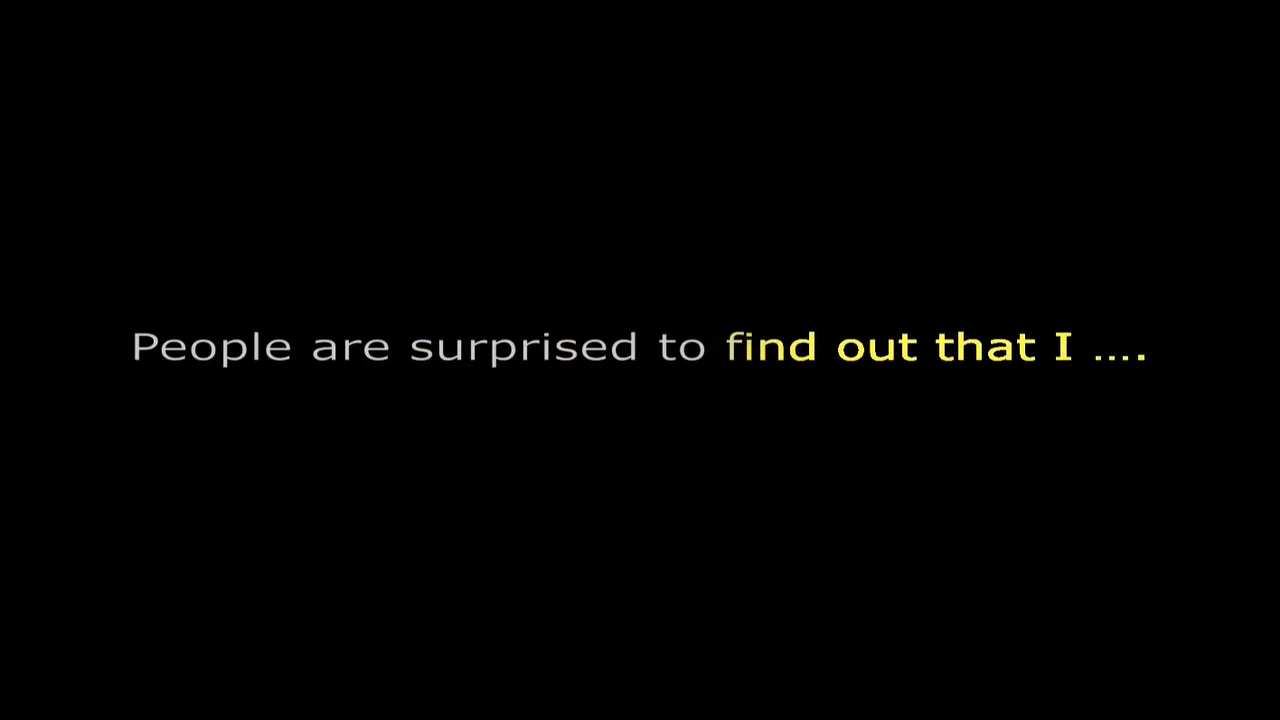 People are surprised to find out that I ....